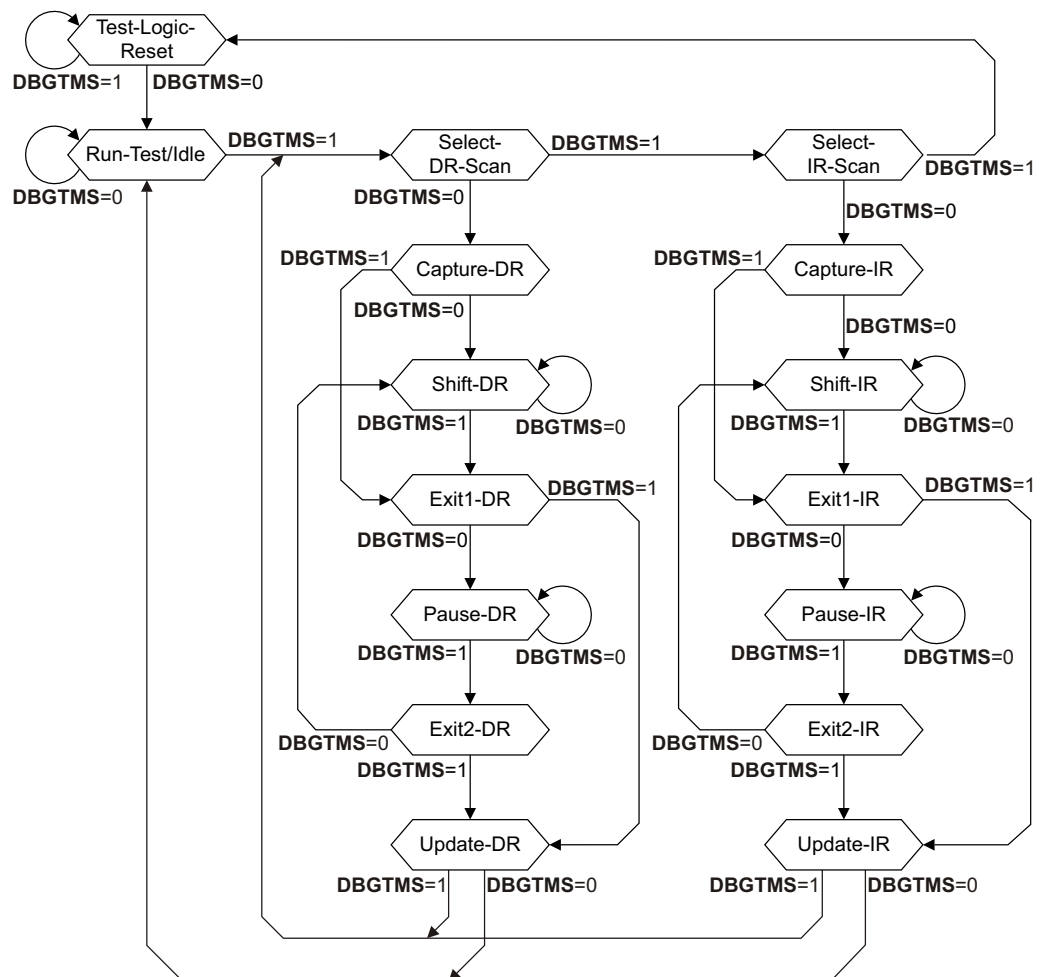 Test-Logic-
Reset
DBGTMS=1
DBGTMS=0
Run-Test/Idle
DBGTMS=1
DBGTMS=0
Select-
DR-Scan
DBGTMS=1
DBGTMS=0
Select-
IR-Scan
DBGTMS=1
DBGTMS=0
DBGTMS=1
Capture-DR
DBGTMS=0
DBGTMS=1
Capture-IR
DBGTMS=0
Shift-DR
DBGTMS=1
DBGTMS=0
Shift-IR
DBGTMS=1
DBGTMS=0
Exit1-DR
DBGTMS=1
DBGTMS=0
Exit1-IR
DBGTMS=1
DBGTMS=0
Pause-DR
DBGTMS=1
DBGTMS=0
Pause-IR
DBGTMS=1
DBGTMS=0
Exit2-DR
DBGTMS=0
DBGTMS=1
Exit2-IR
DBGTMS=0
DBGTMS=1
Update-DR
DBGTMS=1
DBGTMS=0
Update-IR
DBGTMS=1
DBGTMS=0